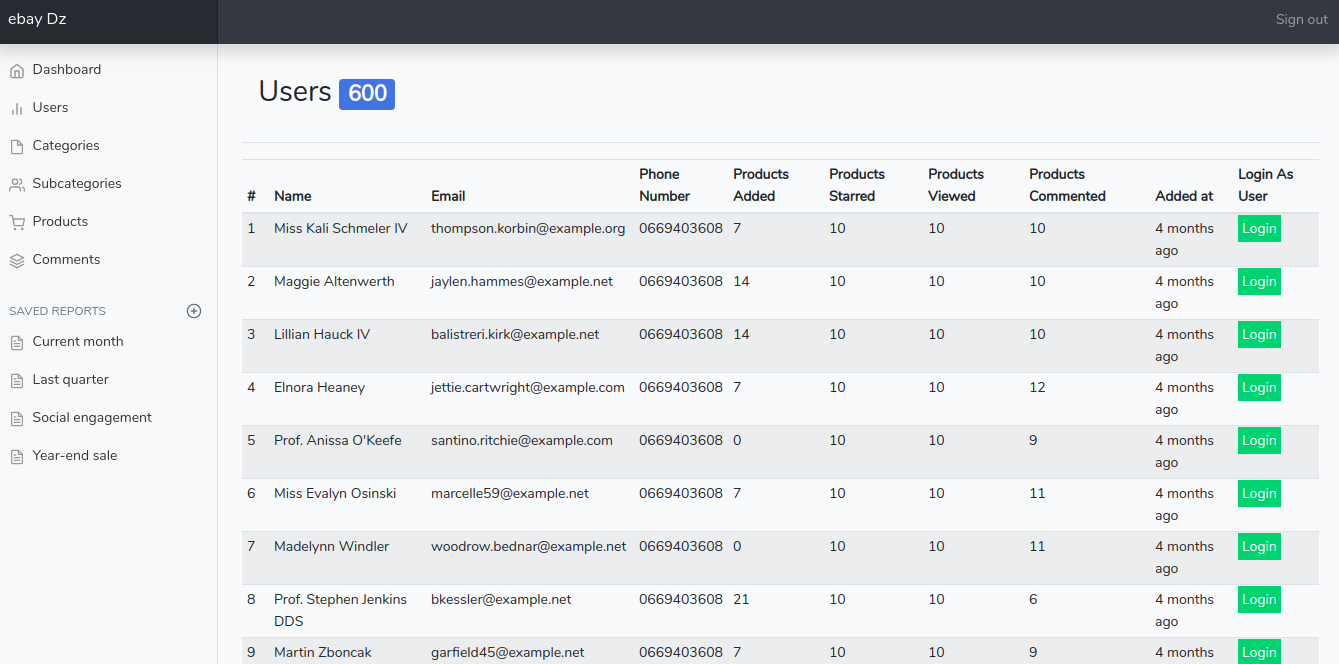 ebay Dz
Sign out
Dashboard
Users
Categories
Subcategories
Products
Comments
SAVED REPORTS
Current month
Last quarter
Social engagement
Year-end sale
Users 600
# Name Email Phone Number Products Added Products Starred Products Viewed Products Commented Added at Login As User
1 Miss Kali Schmeler IV thompson.korbin@example.org 0669403608 7 10 10 10 4 months ago Login
2 Maggie Altenwerth jaylen.hammes@example.net 0669403608 14 10 10 10 4 months ago Login
3 Lillian Hauck IV balistreri.kirk@example.net 0669403608 14 10 10 10 4 months ago Login
4 Elnora Heaney jettie.cartwright@example.com 0669403608 7 10 10 12 4 months ago Login
5 Prof. Anissa O'Keefe santino.ritchie@example.com 0669403608 0 10 10 9 4 months ago Login
6 Miss Evalyn Osinski marcelle59@example.net 0669403608 7 10 10 11 4 months ago Login
7 Madelynn Windler woodrow.bednar@example.net 0669403608 0 10 10 11 4 months ago Login
8 Prof. Stephen Jenkins DDS bkessler@example.net 0669403608 21 10 10 6 4 months ago Login
9 Martin Zboncak garfield45@example.net 0669403608 7 10 10 9 4 months Login